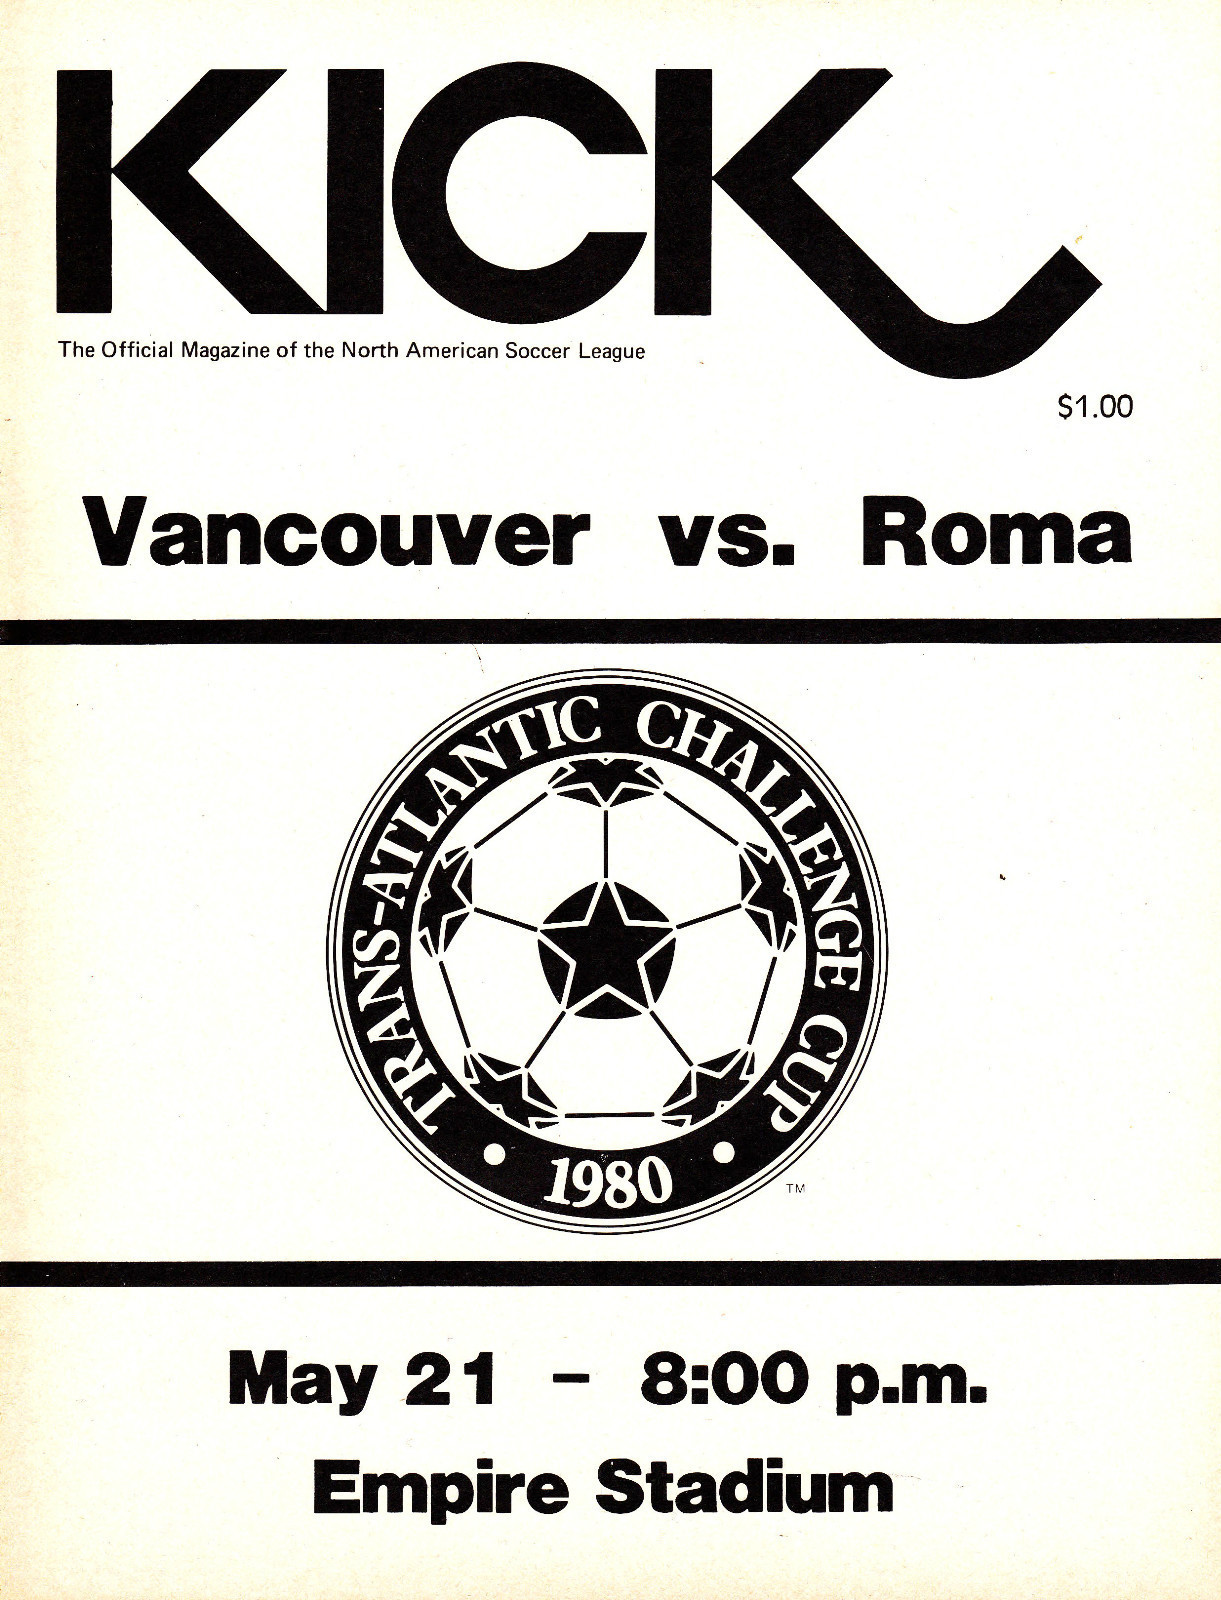 KICK
The Official Magazine of the North American Soccer League
$1.00
Vancouver vs. Roma
TRANS-ATLANTIC CHALLENGE CUP
• 1980 •
TM
May 21 – 8:00 p.m.
Empire Stadium